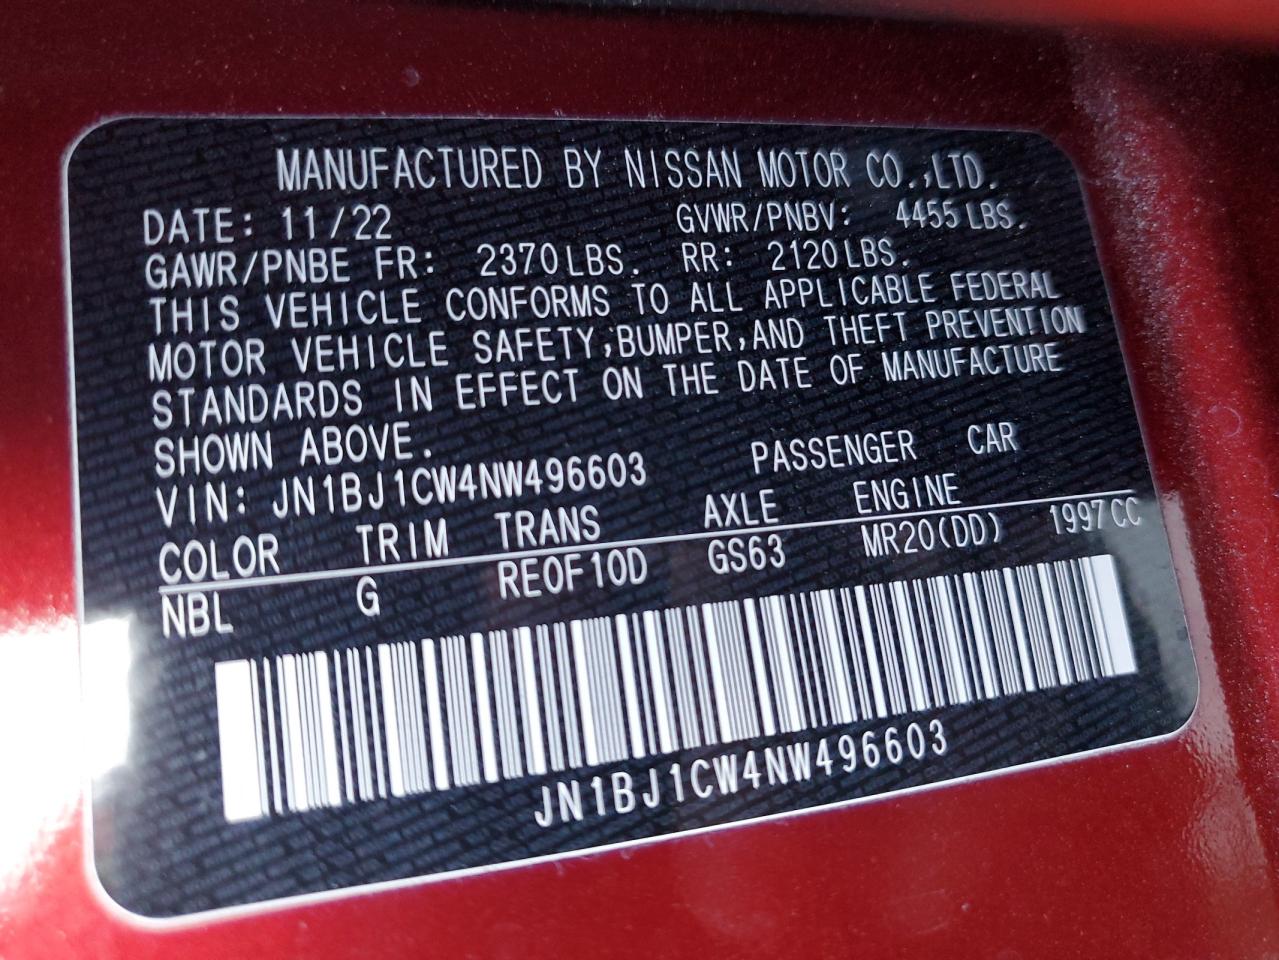 MANUFACTURED BY NISSAN MOTOR CO.,LTD.
DATE: 11/22 GVWR/PNBV: 4455 LBS.
GAWR/PNBE FR: 2370 LBS. RR: 2120 LBS.
THIS VEHICLE CONFORMS TO ALL APPLICABLE FEDERAL
MOTOR VEHICLE SAFETY,BUMPER,AND THEFT PREVENTION
STANDARDS IN EFFECT ON THE DATE OF MANUFACTURE
SHOWN ABOVE.
VIN: JN1BJ1CW4NW496603 PASSENGER CAR
COLOR TRIM TRANS AXLE ENGINE
NBL G RE0F10D GS63 MR20(DD) 1997CC
JN1BJ1CW4NW496603